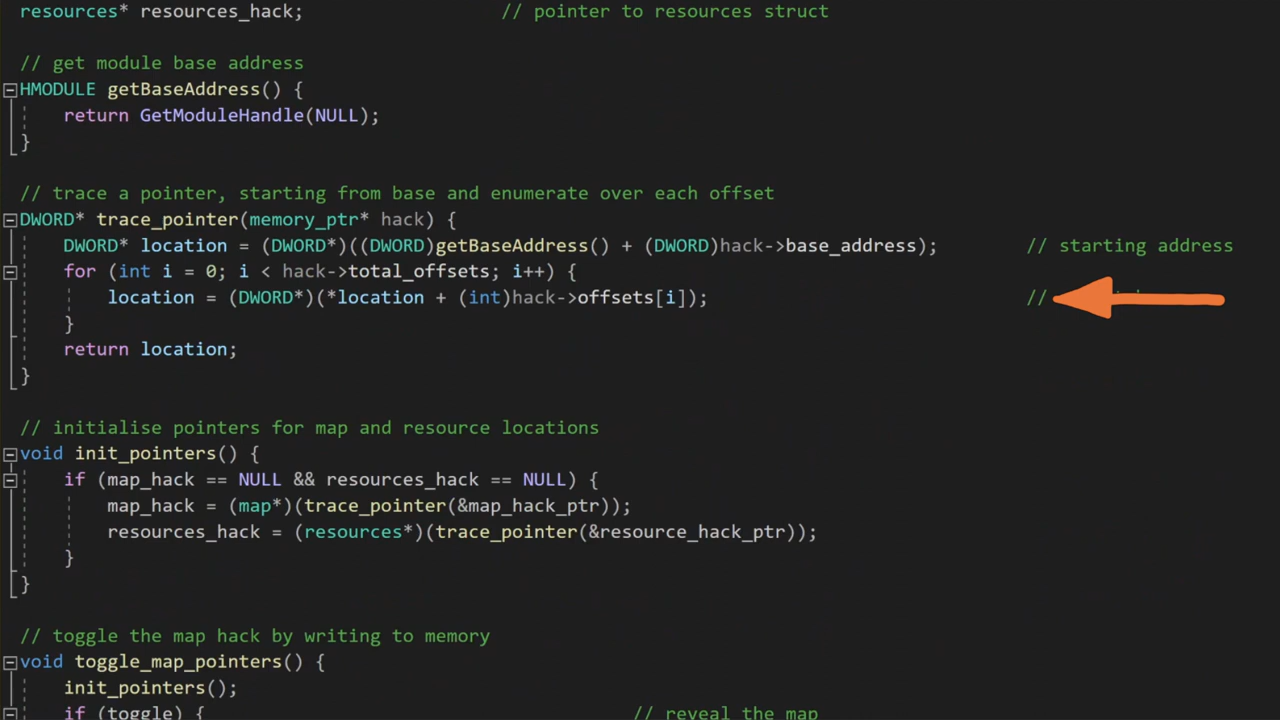 resources* resources_hack; // pointer to resources struct
// get module base address
HMODULE getBaseAddress() {
return GetModuleHandle(NULL);
}
// trace a pointer, starting from base and enumerate over each offset
DWORD* trace_pointer(memory_ptr* hack) {
DWORD* location = (DWORD*)((DWORD)getBaseAddress() + (DWORD)hack->base_address); // starting address
for (int i = 0; i < hack->total_offsets; i++) {
location = (DWORD*)(*location + (int)hack->offsets[i]); //
}
return location;
}
// initialise pointers for map and resource locations
void init_pointers() {
if (map_hack == NULL && resources_hack == NULL) {
map_hack = (map*)(trace_pointer(&map_hack_ptr));
resources_hack = (resources*)(trace_pointer(&resource_hack_ptr));
}
}
// toggle the map hack by writing to memory
void toggle_map_pointers() {
init_pointers();
if (toggle) { // reveal the map